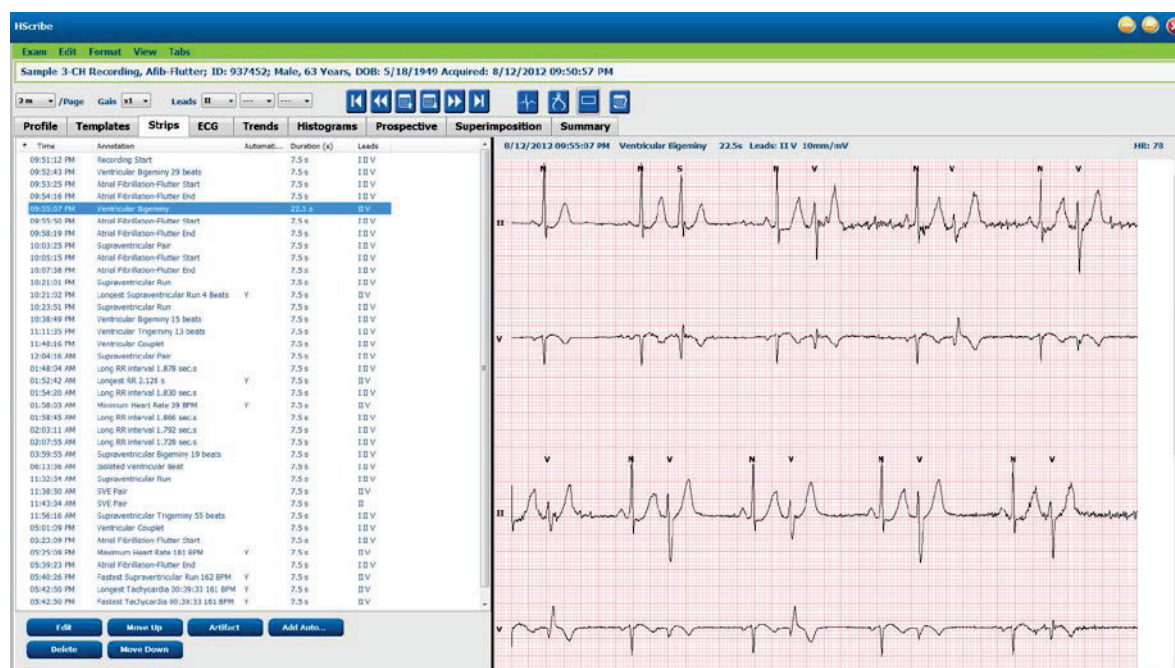 HScribe
Exam Edit Format View Tabs
Sample 3-CH Recording, Afib-Flutter; ID: 937452; Male, 63 Years, DOB: 5/18/1949 Acquired: 8/12/2012 09:50:57 PM
2 m /Page Gain x1 Leads II --- ---
Profile Templates Strips ECG Trends Histograms Prospective Superimposition Summary
Time Annotation Automati... Duration (s) Leads
09:51:12 PM Recording Start 7.5 s I II V
09:52:43 PM Ventricular Bigeminy 29 beats 7.5 s I II V
09:53:25 PM Atrial Fibrillation-Flutter Start 7.5 s I II V
09:54:16 PM Atrial Fibrillation-Flutter End 7.5 s I II V
09:55:07 PM Ventricular Bigeminy 22.5 s II V
09:55:50 PM Atrial Fibrillation-Flutter Start 7.5 s I II V
09:58:19 PM Atrial Fibrillation-Flutter End 7.5 s I II V
10:03:25 PM Supraventricular Pair 7.5 s I II V
10:05:15 PM Atrial Fibrillation-Flutter Start 7.5 s I II V
10:07:38 PM Atrial Fibrillation-Flutter End 7.5 s I II V
10:21:01 PM Supraventricular Run 7.5 s I II V
10:21:02 PM Longest Supraventricular Run 4 Beats Y 7.5 s II V
10:23:51 PM Supraventricular Run 7.5 s I II V
10:38:49 PM Ventricular Bigeminy 15 beats 7.5 s I II V
11:11:35 PM Ventricular Trigeminy 13 beats 7.5 s I II V
11:48:16 PM Ventricular Couplet 7.5 s I II V
12:04:16 AM Supraventricular Pair 7.5 s I II V
01:48:04 AM Long RR interval 1.878 sec.s 7.5 s I II V
01:52:42 AM Longest RR 2.128 s Y 7.5 s II V
01:54:20 AM Long RR interval 1.830 sec.s 7.5 s I II V
01:58:03 AM Minimum Heart Rate 39 BPM Y 7.5 s II V
01:58:45 AM Long RR interval 1.866 sec.s 7.5 s I II V
02:03:11 AM Long RR interval 1.792 sec.s 7.5 s I II V
02:07:55 AM Long RR interval 1.728 sec.s 7.5 s I II V
03:59:55 AM Supraventricular Bigeminy 19 beats 7.5 s I II V
06:13:36 AM Isolated Ventricular Beat 7.5 s I II V
11:32:34 AM Supraventricular Run 7.5 s I II V
11:38:30 AM SVE Pair 7.5 s II V
11:43:34 AM SVE Pair 7.5 s II
11:56:16 AM Supraventricular Trigeminy 55 beats 7.5 s I II V
05:01:09 PM Ventricular Couplet 7.5 s I II V
05:23:09 PM Atrial Fibrillation-Flutter Start 7.5 s I II V
05:25:09 PM Maximum Heart Rate 181 BPM Y 7.5 s II V
05:39:23 PM Atrial Fibrillation-Flutter End 7.5 s I II V
05:40:26 PM Fastest Supraventricular Run 162 BPM Y 7.5 s II V
05:42:50 PM Longest Tachycardia 00:39:33 161 BPM Y 7.5 s II V
05:42:50 PM Fastest Tachycardia 00:39:33 161 BPM Y 7.5 s II V
Edit Move Up Artifact Add Auto...
Delete Move Down
8/12/2012 09:55:07 PM Ventricular Bigeminy 22.5s Leads: II V 10mm/mV HR: 78
N N S N V N V N V
II
V
V N V N V N V N V
II
V